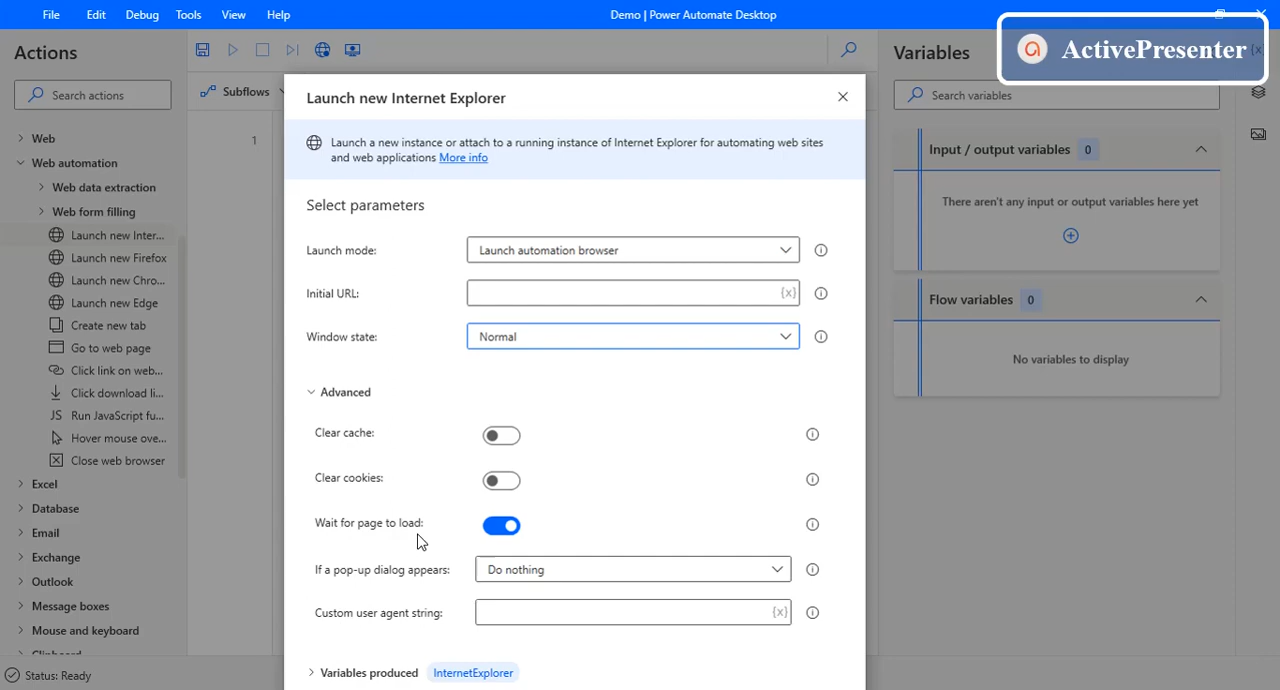 File Edit Debug Tools View Help
Demo | Power Automate Desktop
ActivePresenter
Actions
Search actions
Web
Web automation
Web data extraction
Web form filling
Launch new Inter...
Launch new Firefox
Launch new Chro...
Launch new Edge
Create new tab
Go to web page
Click link on web...
Click download li...
JS Run JavaScript fu...
Hover mouse ove...
Close web browser
Excel
Database
Email
Exchange
Outlook
Message boxes
Mouse and keyboard
Status: Ready
Subflows
1
Launch new Internet Explorer
Launch a new instance or attach to a running instance of Internet Explorer for automating web sites
and web applications More info
Select parameters
Launch mode: Launch automation browser
Initial URL: {x}
Window state: Normal
Advanced
Clear cache:
Clear cookies:
Wait for page to load:
If a pop-up dialog appears: Do nothing
Custom user agent string: {x}
Variables produced InternetExplorer
Variables
{x}
Search variables
Input / output variables 0
There aren't any input or output variables here yet
Flow variables 0
No variables to display